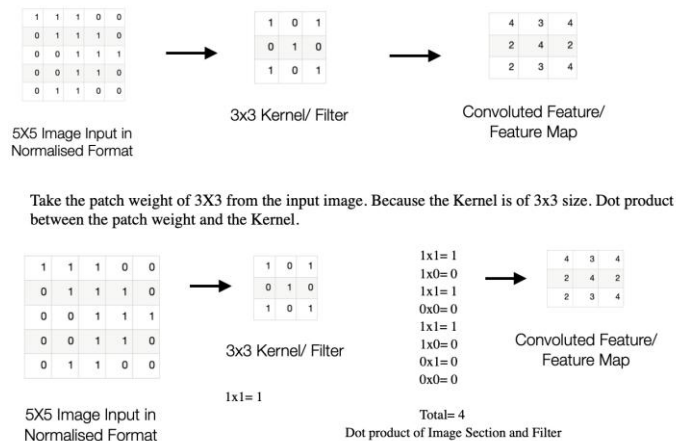 1 1 1 0 0
0 1 1 1 0
0 0 1 1 1
0 0 1 1 0
0 1 1 0 0
5X5 Image Input in
Normalised Format
1 0 1
0 1 0
1 0 1
3x3 Kernel/ Filter
4 3 4
2 4 2
2 3 4
Convoluted Feature/
Feature Map
Take the patch weight of 3X3 from the input image. Because the Kernel is of 3x3 size. Dot product
between the patch weight and the Kernel.
1 1 1 0 0
0 1 1 1 0
0 0 1 1 1
0 0 1 1 0
0 1 1 0 0
5X5 Image Input in
Normalised Format
1 0 1
0 1 0
1 0 1
3x3 Kernel/ Filter
1x1= 1
1x1= 1
1x0= 0
1x1= 1
0x0= 0
1x1= 1
1x0= 0
0x1= 0
0x0= 0
Total= 4
Dot product of Image Section and Filter
4 3 4
2 4 2
2 3 4
Convoluted Feature/
Feature Map